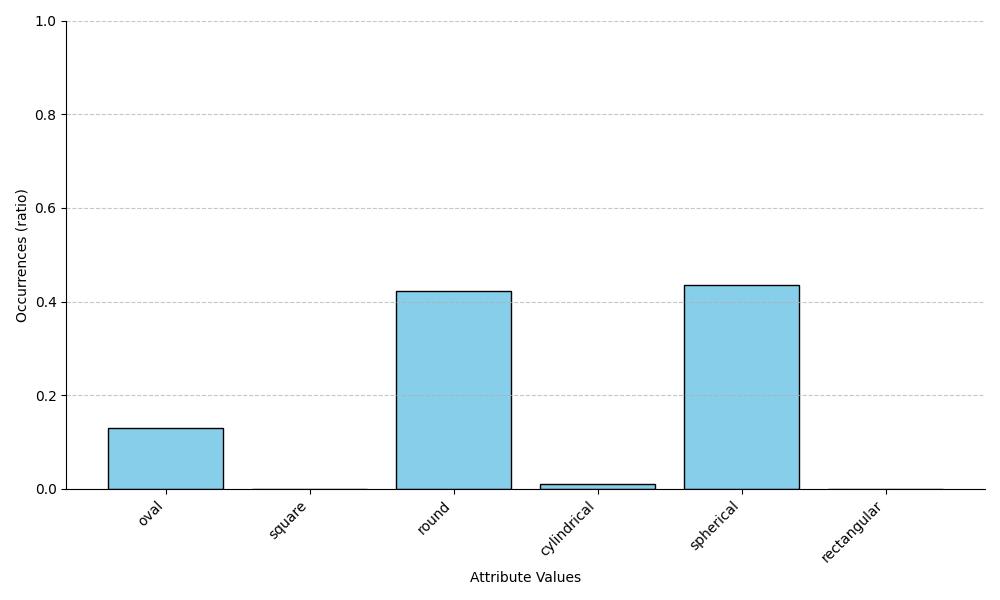 1.0
0.8
0.6
0.4
0.2
0.0
Occurrences (ratio)
oval
square
round
cylindrical
spherical
rectangular
Attribute Values